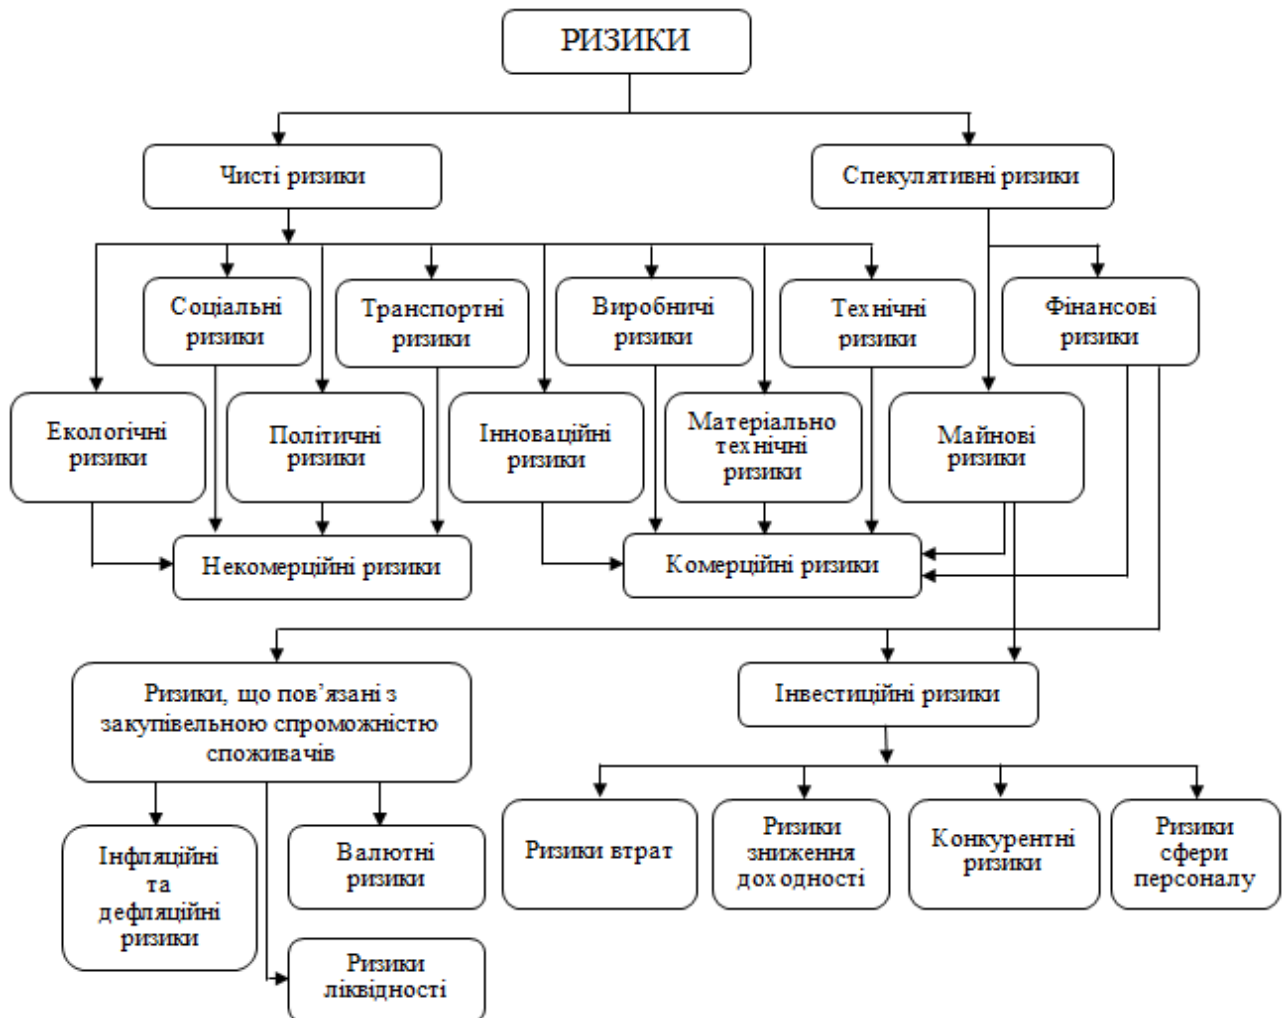 РИЗИКИ
Чисті ризики
Спекулятивні ризики
Соціальні
ризики
Транспортні
ризики
Виробничі
ризики
Технічні
ризики
Фінансові
ризики
Екологічні
ризики
Політичні
ризики
Інноваційні
ризики
Матеріально
технічні
ризики
Майнові
ризики
Некомерційні ризики
Комерційні ризики
Ризики, що пов’язані з
закупівельною спроможністю
споживачів
Інвестиційні ризики
Інфляційні
та
дефляційні
ризики
Валютні
ризики
Ризики втрат
Ризики
зниження
доходності
Конкурентні
ризики
Ризики
сфери
персоналу
Ризики
ліквідності